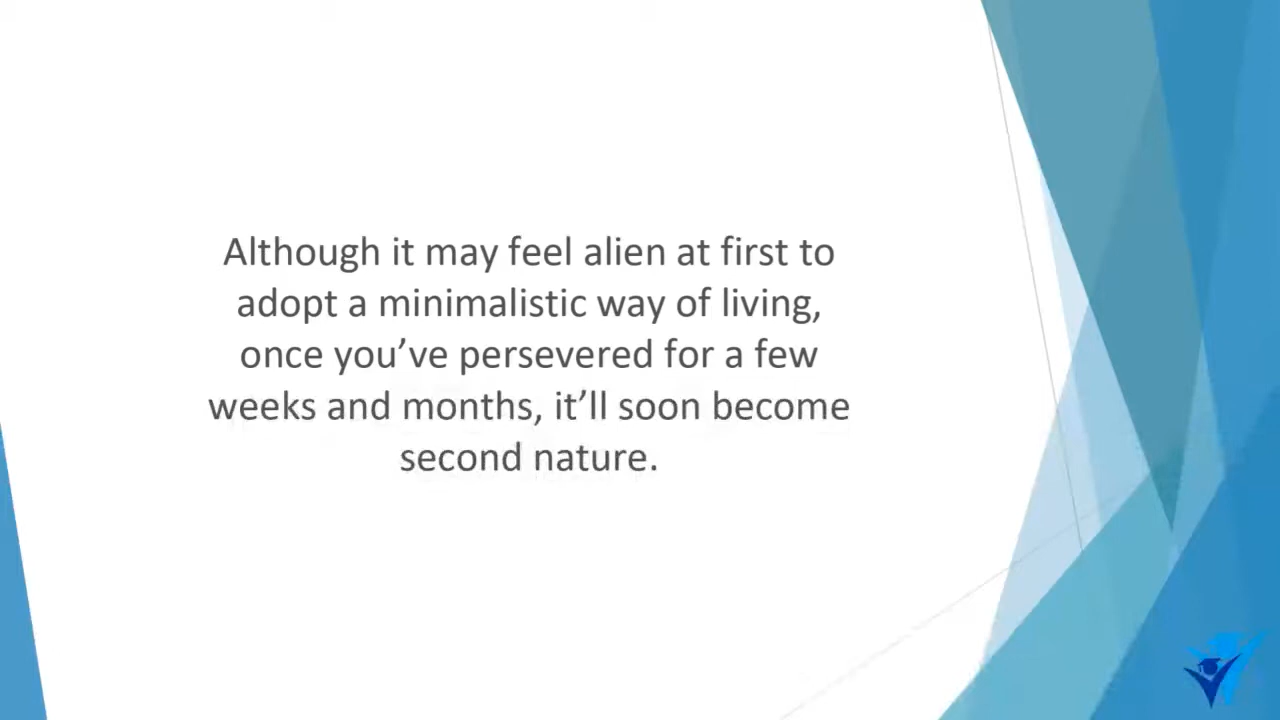 Although it may feel alien at first to
adopt a minimalistic way of living,
once you’ve persevered for a few
weeks and months, it’ll soon become
second nature.